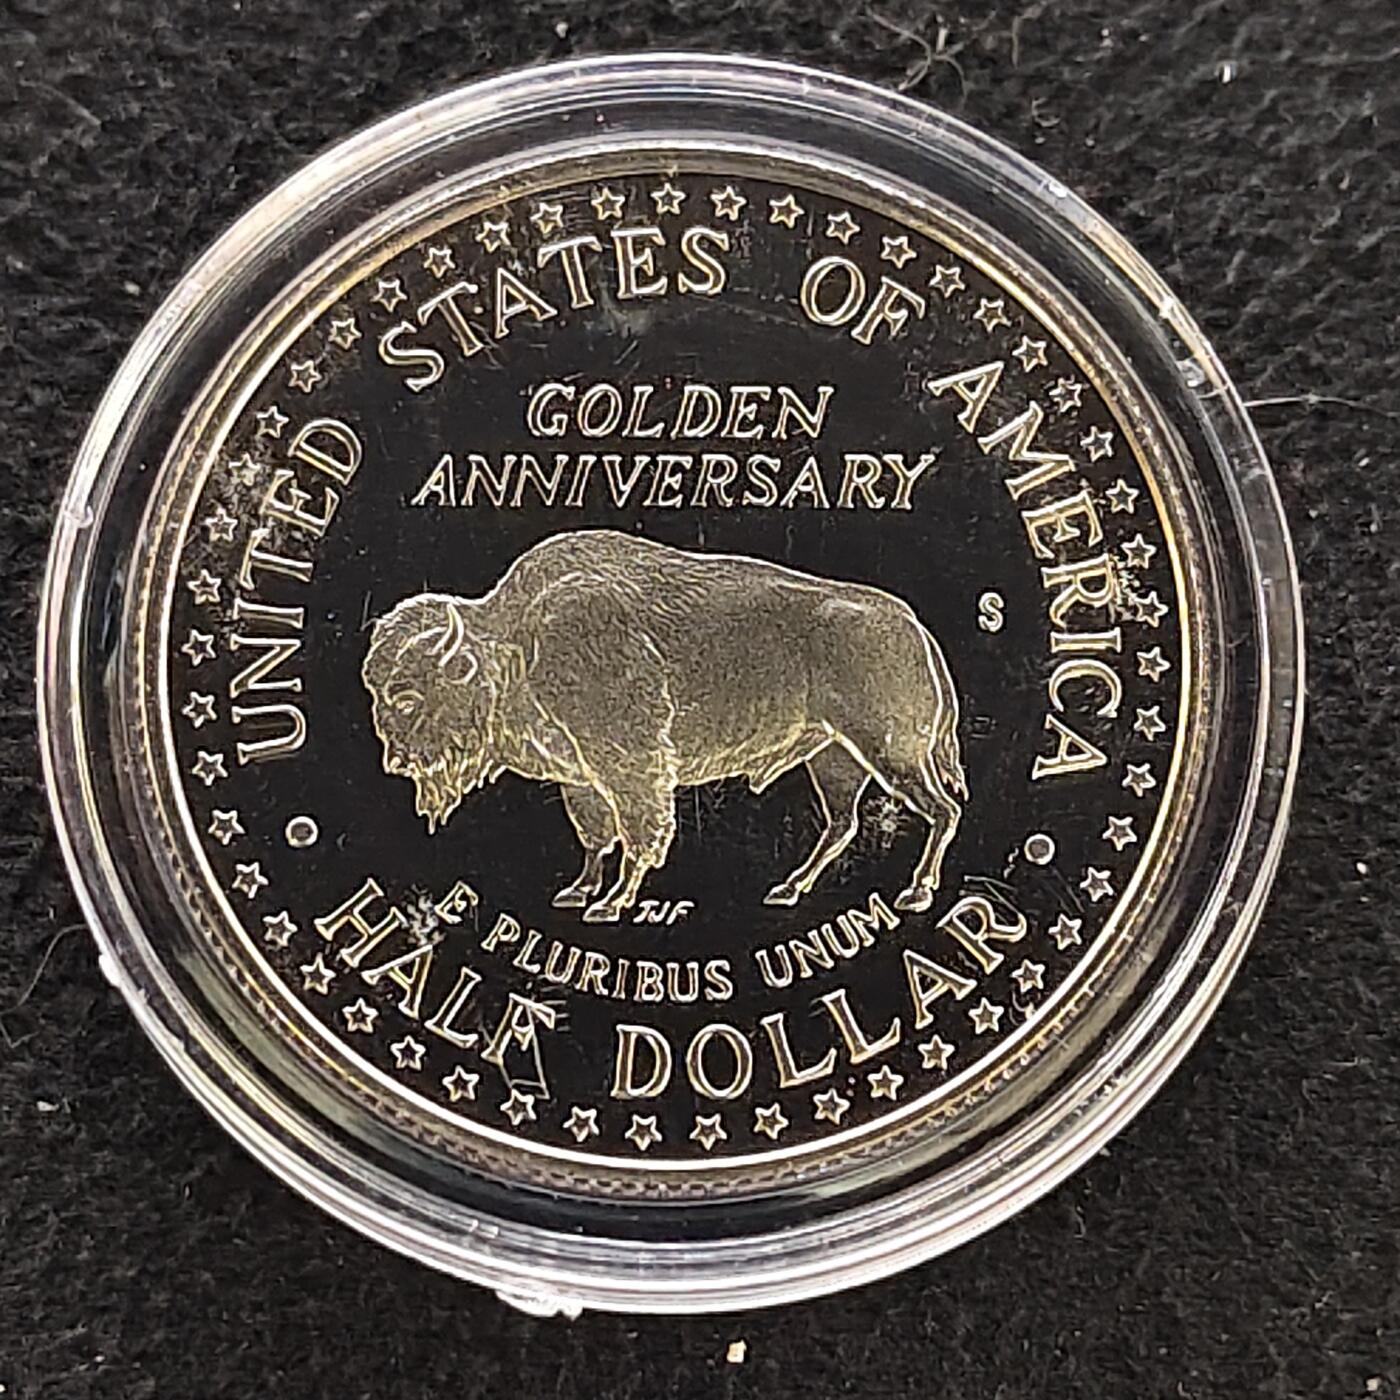 UNITED STATES OF AMERICA
GOLDEN
ANNIVERSARY
S
TJF
E PLURIBUS UNUM
HALF DOLLAR